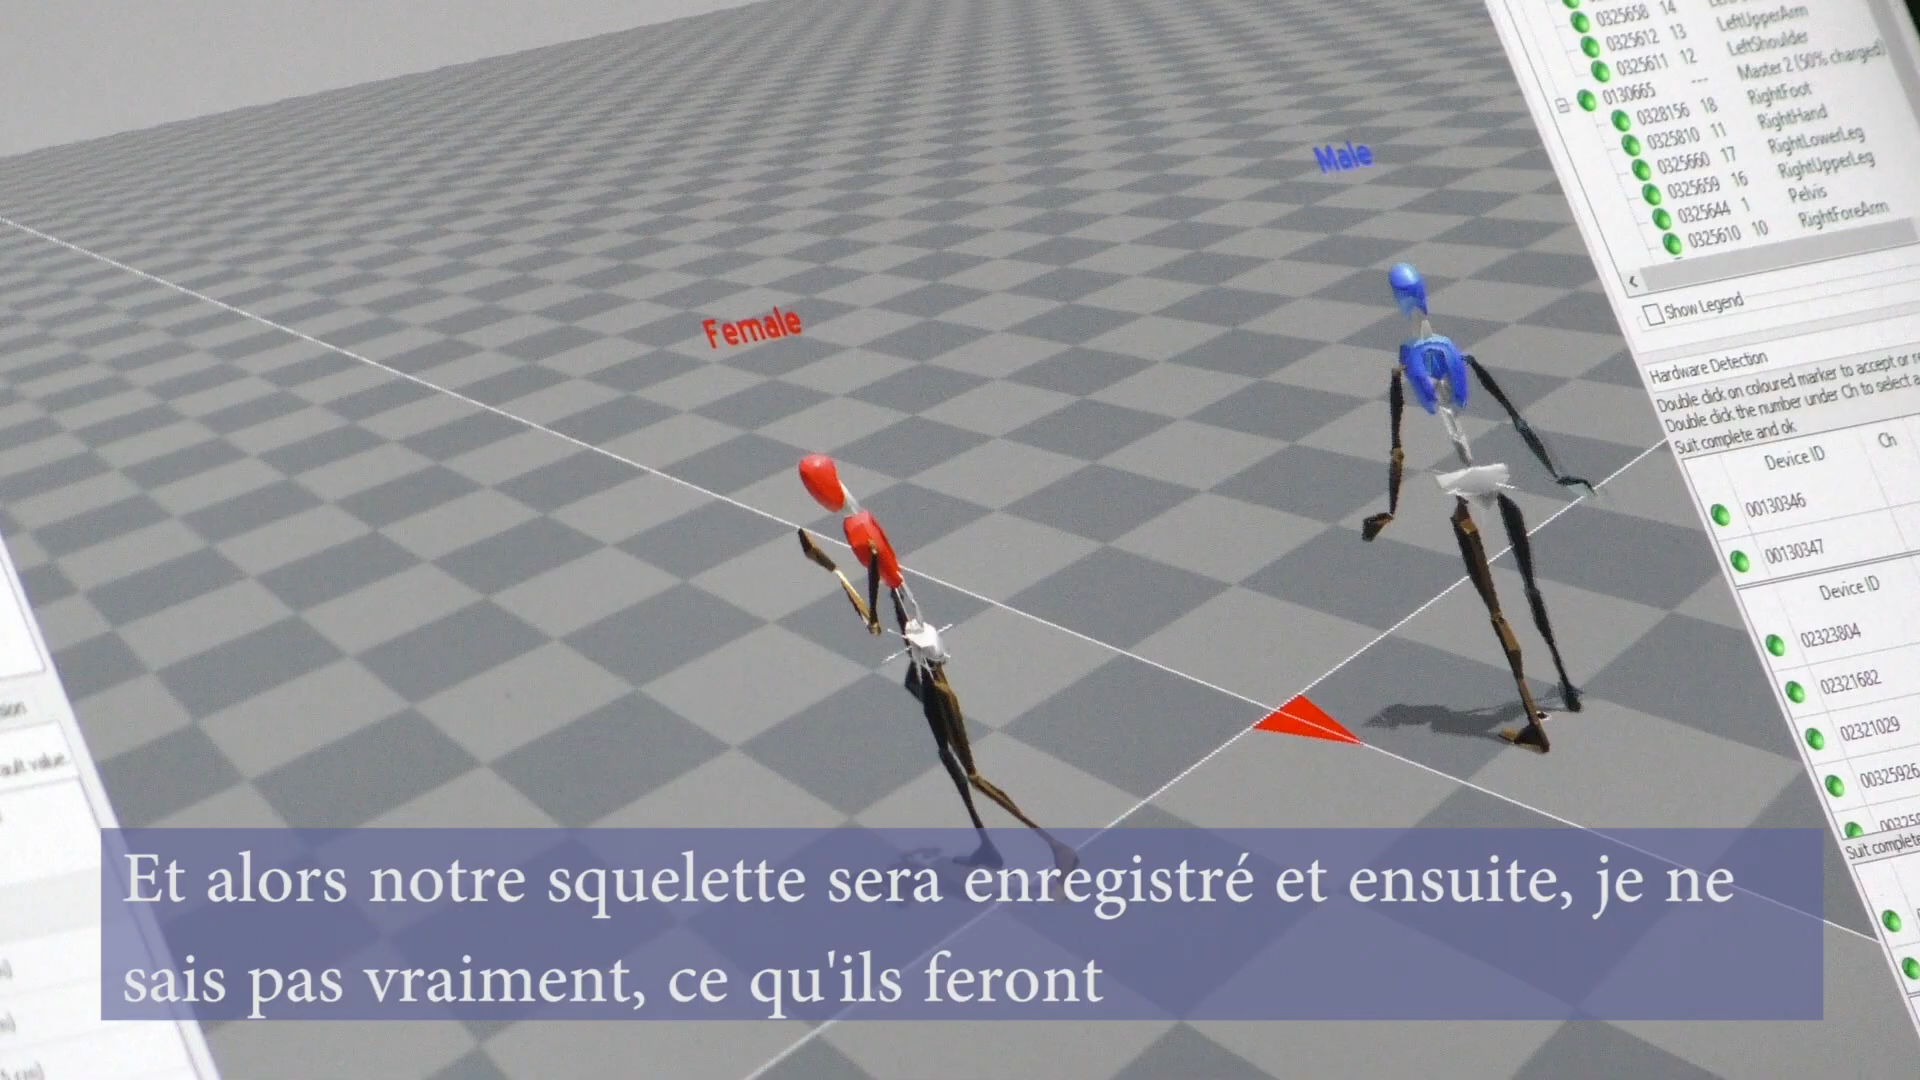 0325658 14
LeftUpperArm
0325612 13
LeftShoulder
0325611 12
Master 2 (50% charged)
0130665 ---
RightFoot
0328156 18
RightHand
0325810 11
RightLowerLeg
0325660 17
RightUpperLeg
0325659 16
Pelvis
0325644 1
RightForeArm
0325610 10
Male
Female
Show Legend
Hardware Detection
Double click on coloured marker to accept or
Double click the number under Ch to select
Suit complete and ok
Device ID Ch
00130346
00130347
Device ID
02323804
02321682
02321029
00325926
Suit complete
value
Et alors notre squelette sera enregistré et ensuite, je ne
sais pas vraiment, ce qu'ils feront